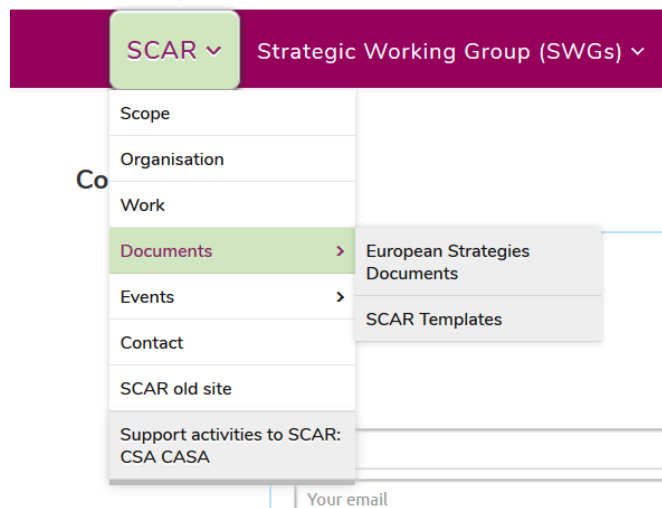 SCAR
Strategic Working Group (SWGs)
Scope
Organisation
Co
Work
Documents
European Strategies
Documents
Events
SCAR Templates
Contact
SCAR old site
Support activities to SCAR:
CSA CASA
Your email